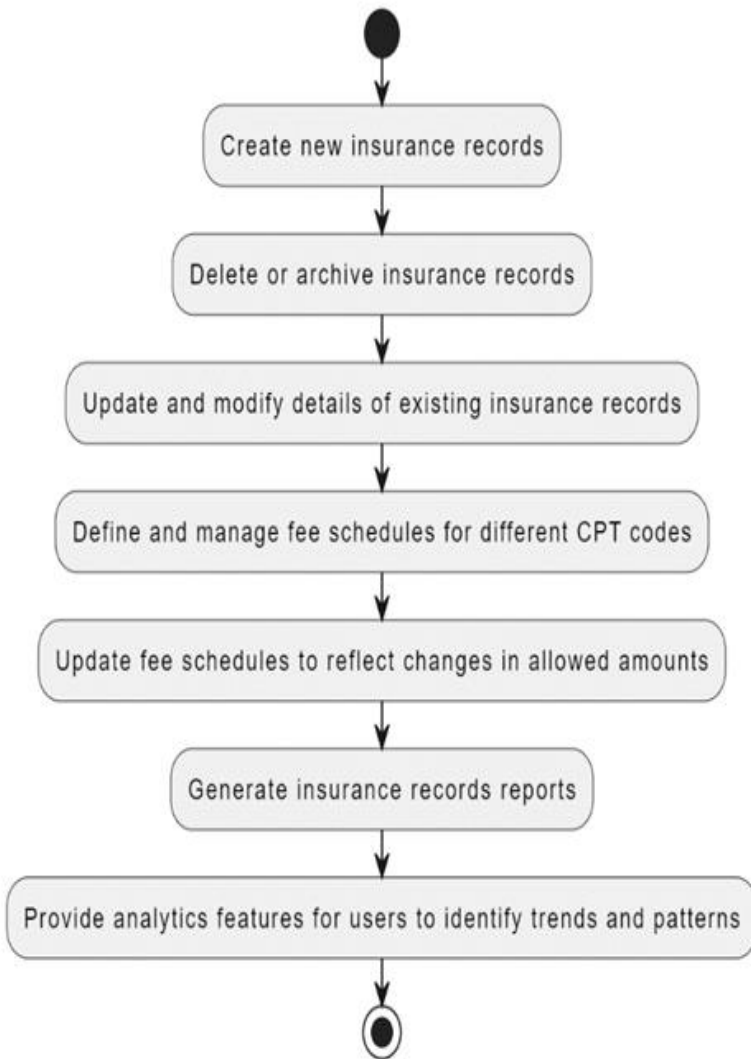 Create new insurance records
Delete or archive insurance records
Update and modify details of existing insurance records
Define and manage fee schedules for different CPT codes
Update fee schedules to reflect changes in allowed amounts
Generate insurance records reports
Provide analytics features for users to identify trends and patterns